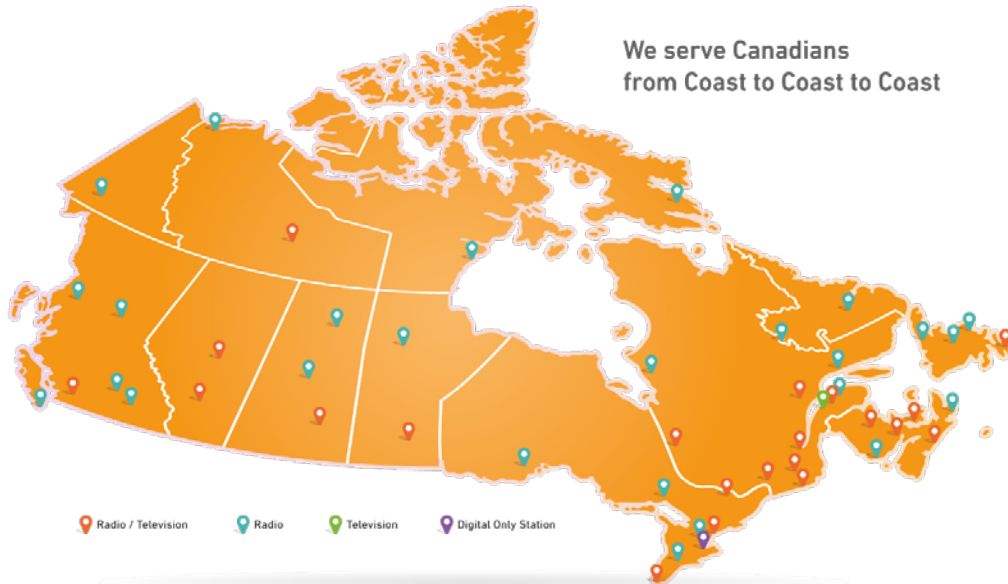 We serve Canadians
from Coast to Coast to Coast
Radio / Television
Radio
Television
Digital Only Station